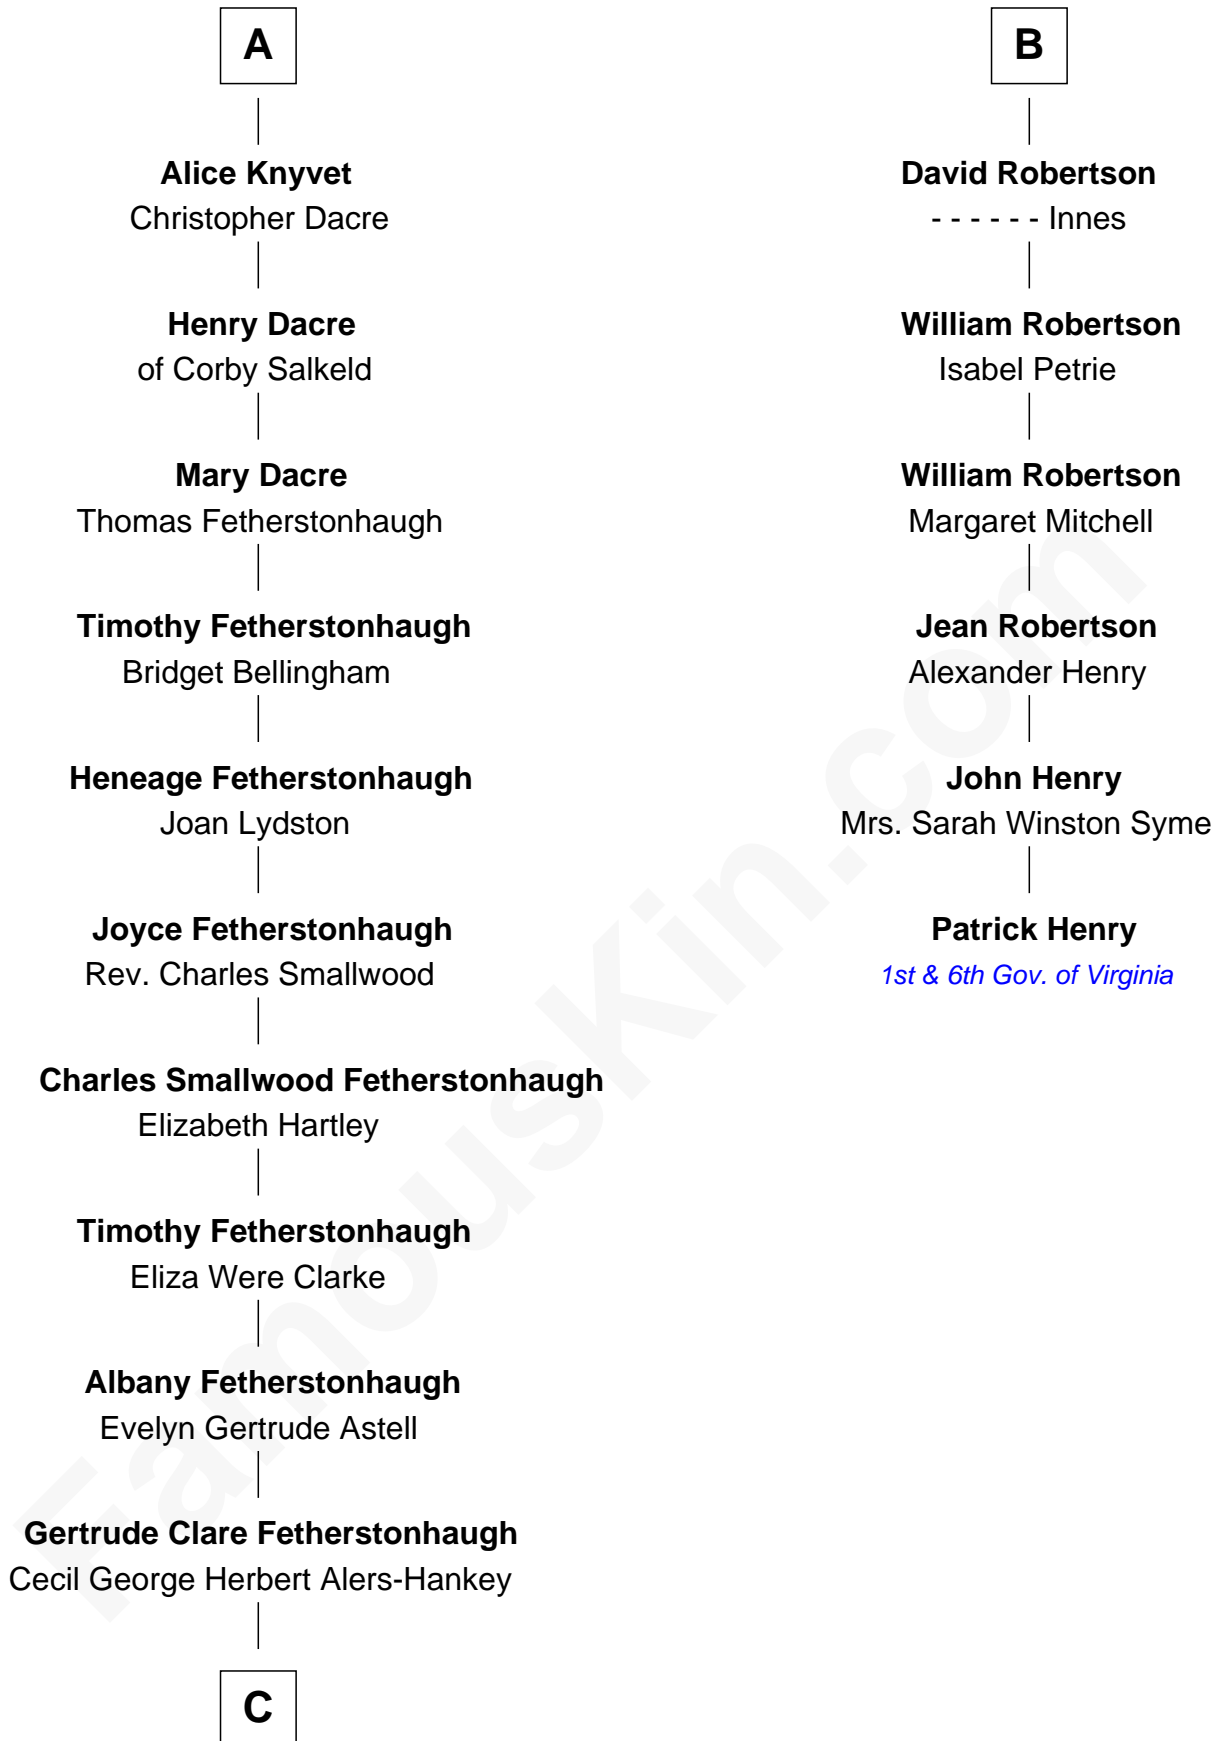 A
Alice Knyvet
Christopher Dacre
Henry Dacre
of Corby Salkeld
Mary Dacre
Thomas Fetherstonhaugh
Timothy Fetherstonhaugh
Bridget Bellingham
Heneage Fetherstonhaugh
Joan Lydston
Joyce Fetherstonhaugh
Rev. Charles Smallwood
Charles Smallwood Fetherstonhaugh
Elizabeth Hartley
Timothy Fetherstonhaugh
Eliza Were Clarke
Albany Fetherstonhaugh
Evelyn Gertrude Astell
Gertrude Clare Fetherstonhaugh
Cecil George Herbert Alers-Hankey
C
B
David Robertson
- - - - - - Innes
William Robertson
Isabel Petrie
William Robertson
Margaret Mitchell
Jean Robertson
Alexander Henry
John Henry
Mrs. Sarah Winston Syme
Patrick Henry
1st & 6th Gov. of Virginia
FamousKin.com